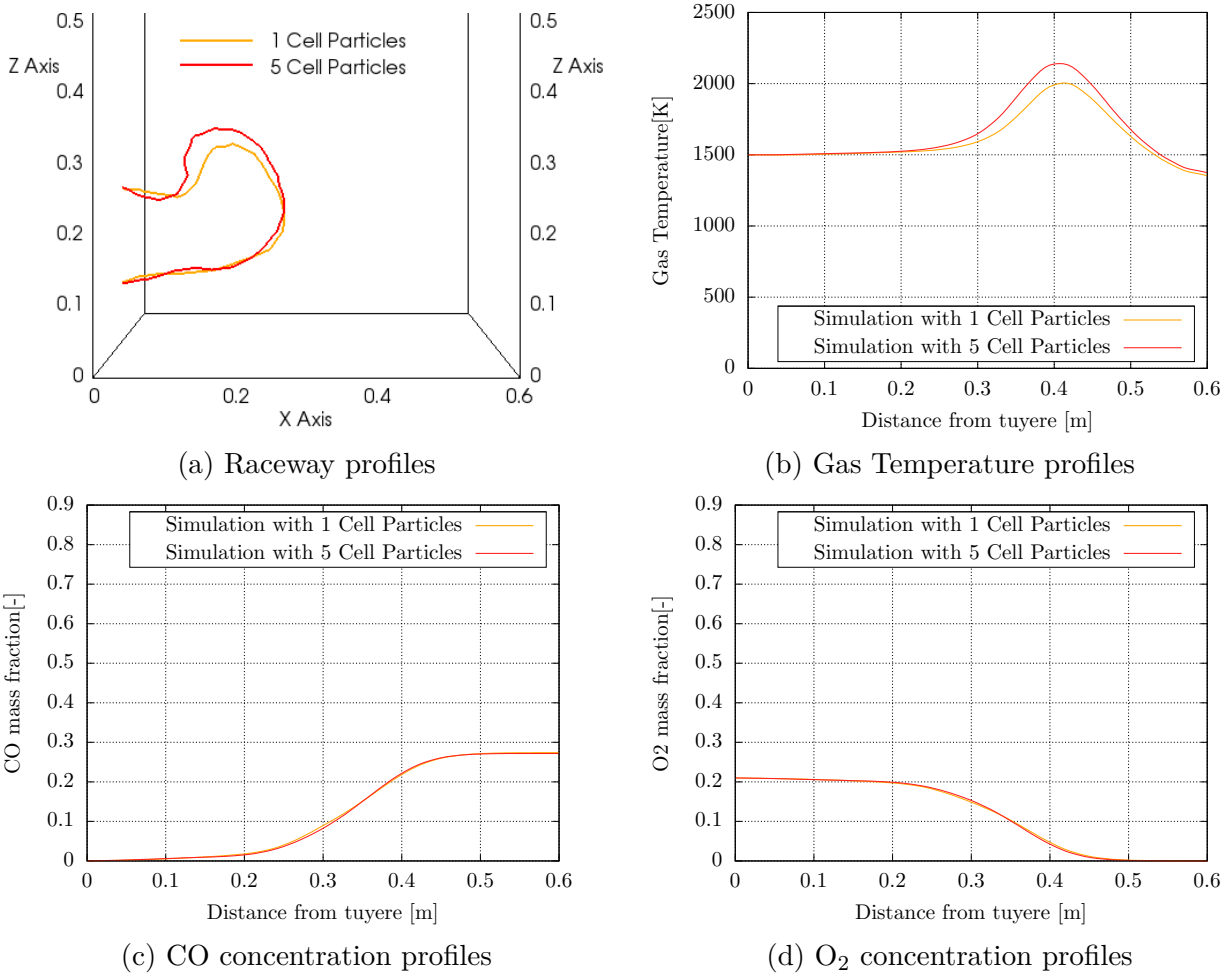 0.5
0.5
1 Cell Particles
5 Cell Particles
Z Axis
Z Axis
0.4
0.4
0.3
0.3
0.2
0.2
0.1
0.1
0
0
0
0.2
0.4
0.6
X Axis
(a) Raceway profiles
2500
2000
1500
1000
500
0
Gas Temperature[K]
Simulation with 1 Cell Particles
Simulation with 5 Cell Particles
0 0.1 0.2 0.3 0.4 0.5 0.6
Distance from tuyere [m]
(b) Gas Temperature profiles
0.9
0.8
0.7
0.6
0.5
0.4
0.3
0.2
0.1
0
CO mass fraction[-]
Simulation with 1 Cell Particles
Simulation with 5 Cell Particles
0 0.1 0.2 0.3 0.4 0.5 0.6
Distance from tuyere [m]
(c) CO concentration profiles
0.9
0.8
0.7
0.6
0.5
0.4
0.3
0.2
0.1
0
O2 mass fraction[-]
Simulation with 1 Cell Particles
Simulation with 5 Cell Particles
0 0.1 0.2 0.3 0.4 0.5 0.6
Distance from tuyere [m]
(d) O₂ concentration profiles